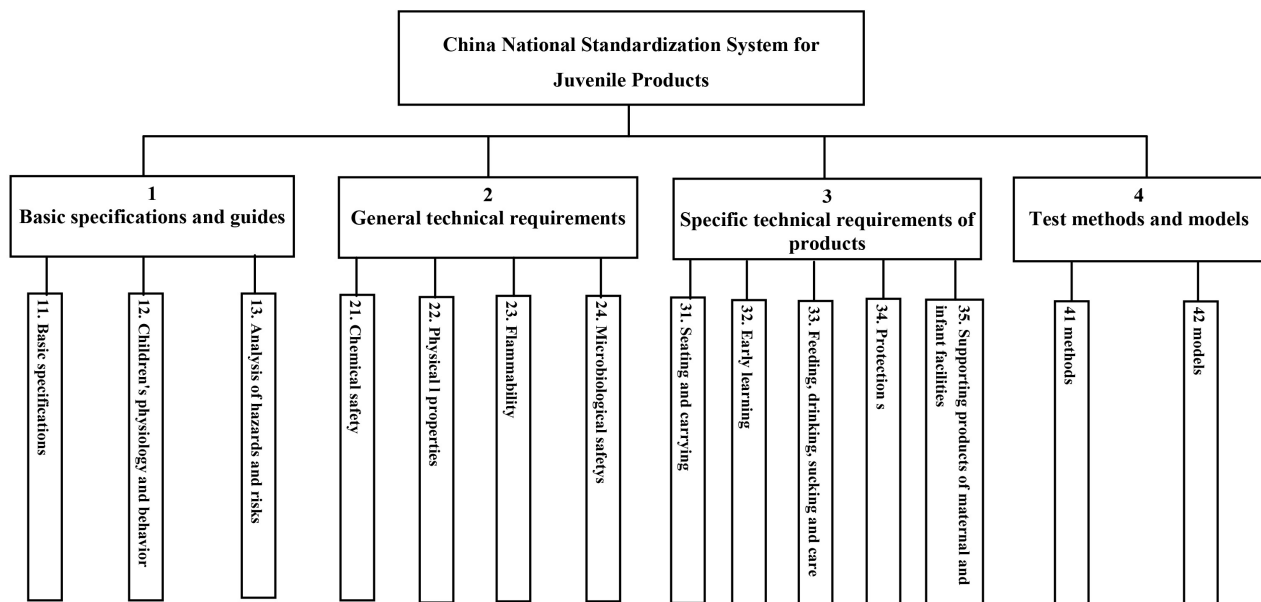 China National Standardization System for
Juvenile Products
1
Basic specifications and guides
2
General technical requirements
3
Specific technical requirements of
products
4
Test methods and models
11. Basic specifications
12. Children's physiology and behavior
13. Analysis of hazards and risks
21. Chemical safety
22. Physical l properties
23. Flammability
24. Microbiological safetys
31. Seating and carrying
32. Early learning
33. Feeding, drinking, sucking and care
34. Protection s
35. Supporting products of maternal and
infant facilities
41 methods
42 models